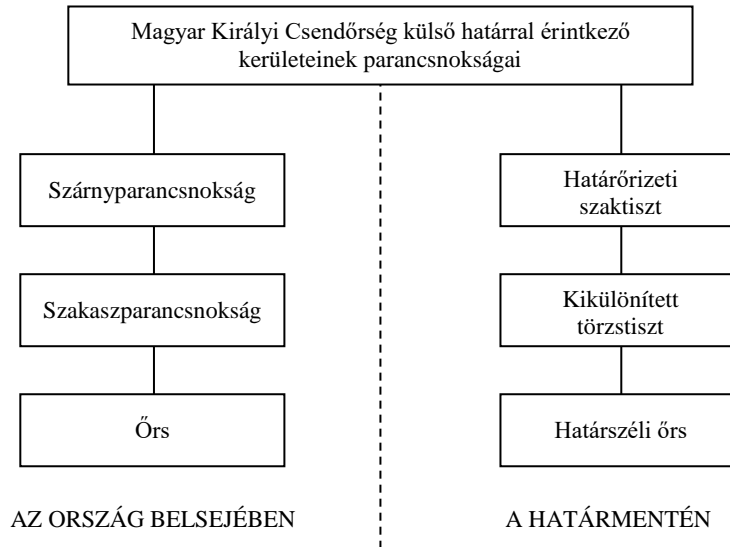 Magyar Királyi Csendőrség külső határral érintkező
kerületeinek parancsnokságai
Szárnyparancsnokság
Szakaszparancsnokság
Őrs
AZ ORSZÁG BELSEJÉBEN
Határőrizeti
szaktiszt
Kikülönített
törzstiszt
Határszéli őrs
A HATÁRMENTÉN